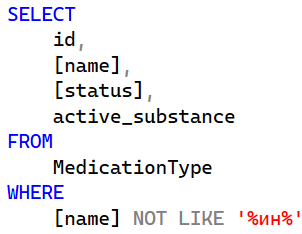 SELECT
    id,
    [name],
    [status],
    active_substance
FROM
    MedicationType
WHERE
    [name] NOT LIKE '%ин%'